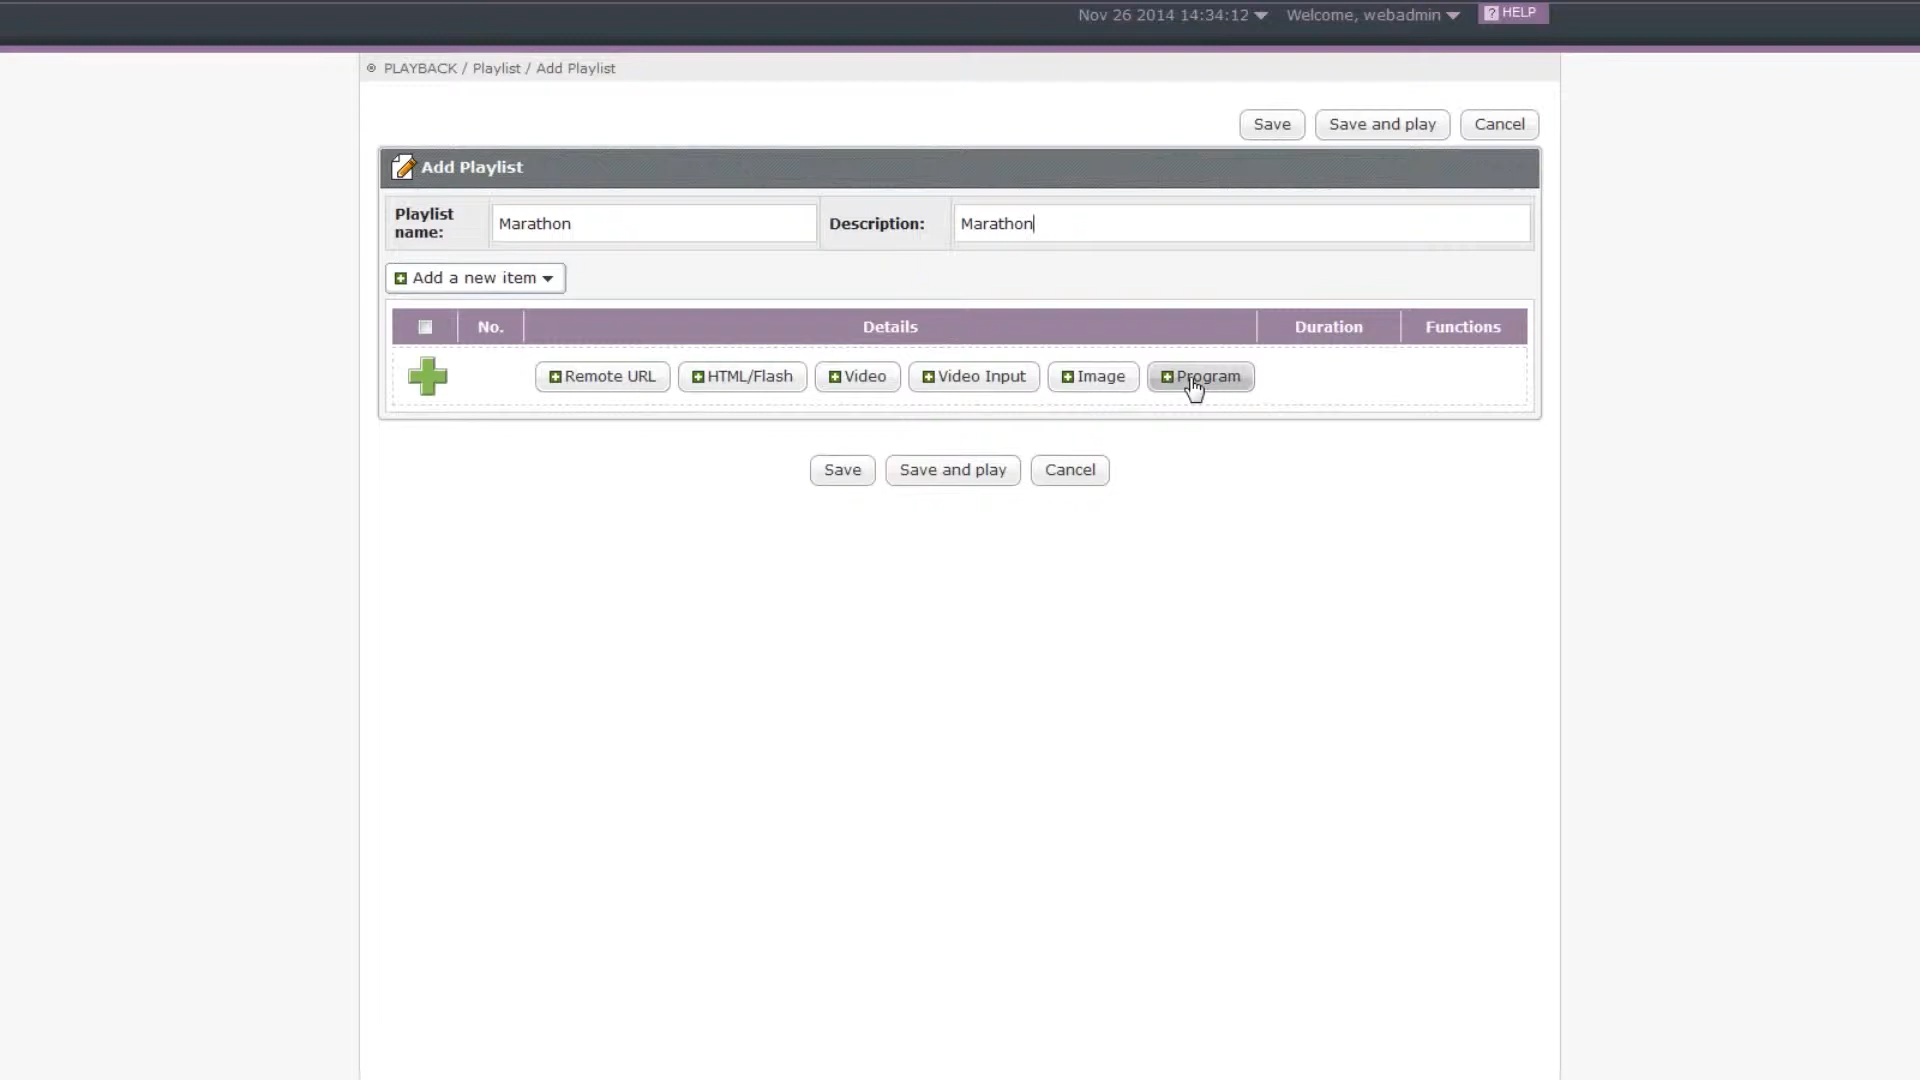 Nov 26 2014 14:34:12 Welcome, webadmin ? HELP
PLAYBACK / Playlist / Add Playlist
Save Save and play Cancel
Add Playlist
Playlist name: Marathon Description: Marathon
Add a new item
No. Details Duration Functions
Remote URL HTML/Flash Video Video Input Image Program
Save Save and play Cancel